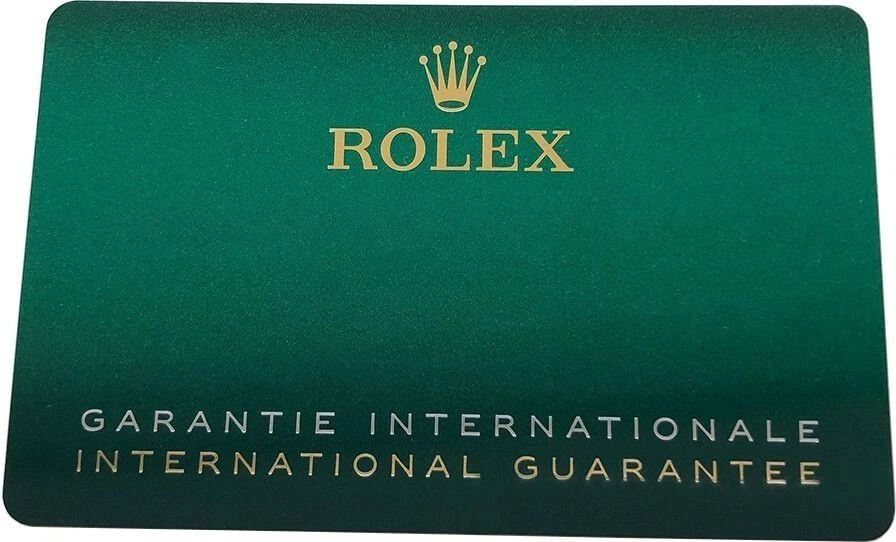 ROLEX
GARANTIE INTERNATIONALE
INTERNATIONAL GUARANTEE